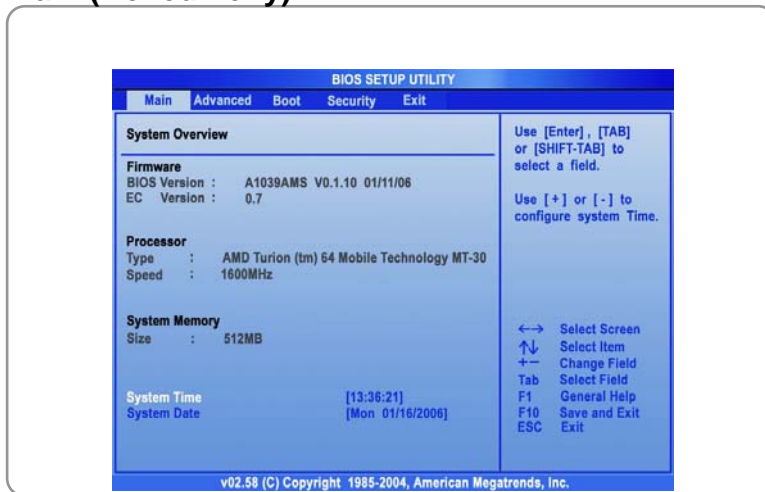 BIOS SETUP UTILITY
Main Advanced Boot Security Exit
System Overview
Firmware
BIOS Version : A1039AMS V0.1.10 01/11/06
EC Version : 0.7
Processor
Type : AMD Turion (tm) 64 Mobile Technology MT-30
Speed : 1600MHz
System Memory
Size : 512MB
System Time [13:36:21]
System Date [Mon 01/16/2006]
Use [Enter], [TAB]
or [SHIFT-TAB] to
select a field.
Use [+] or [-] to
configure system Time.
←→ Select Screen
↑↓ Select Item
+− Change Field
Tab Select Field
F1 General Help
F10 Save and Exit
ESC Exit
v02.58 (C) Copyright 1985-2004, American Megatrends, Inc.